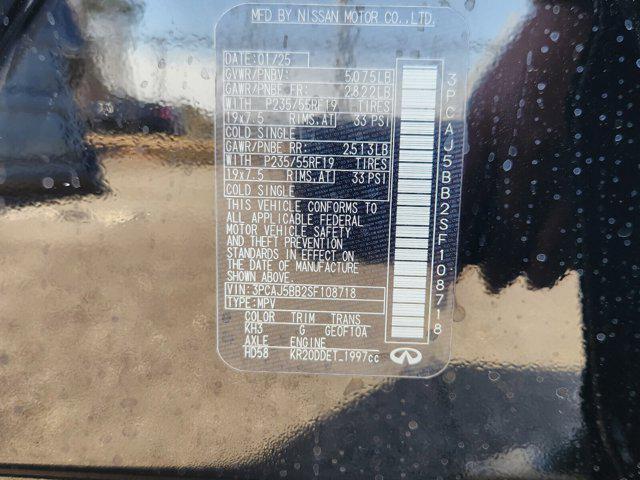 MFD BY NISSAN MOTOR CO.,LTD.
DATE: 01/25
GVWR/PNBV: 5075LB
GAWR/PNBE FR: 2822LB
WITH P235/55RF19 TIRES
19x7.5 RIMS,AT 33 PSI
COLD SINGLE
GAWR/PNBE RR: 2513LB
WITH P235/55RF19 TIRES
19x7.5 RIMS,AT 33 PSI
COLD SINGLE
THIS VEHICLE CONFORMS TO
ALL APPLICABLE FEDERAL
MOTOR VEHICLE SAFETY
AND THEFT PREVENTION
STANDARDS IN EFFECT ON
THE DATE OF MANUFACTURE
SHOWN ABOVE.
VIN: 3PCAJ5BB2SF108718
TYPE: MPV
COLOR TRIM TRANS
KH3 G GEOF10A
AXLE ENGINE
HD58 KR20DDET_1997cc
3PCAJ5BB2SF108718